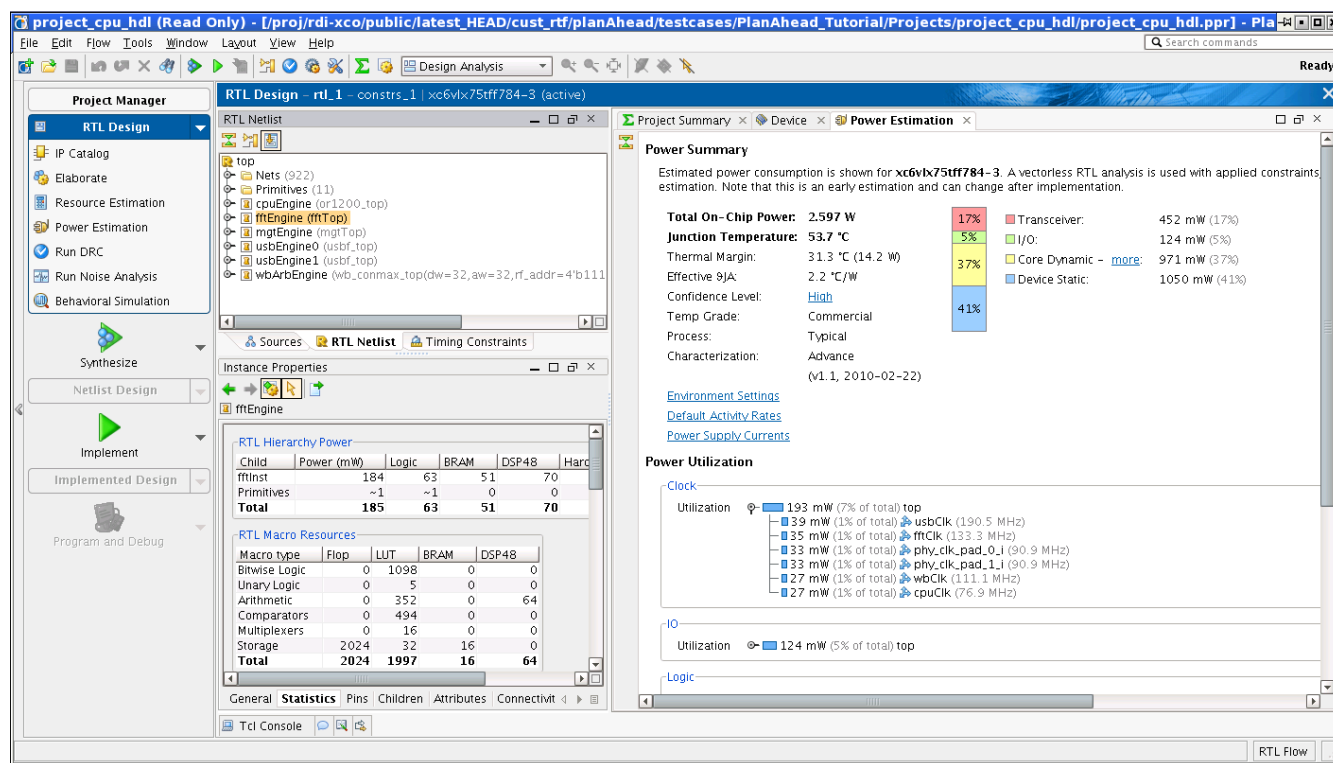 project_cpu_hdl (Read Only) - [/proj/rdi-xco/public/latest_HEAD/cust_rtf/planAhead/testcases/PlanAhead_Tutorial/Projects/project_cpu_hdl/project_cpu_hdl.ppr] - Pla
File Edit Flow Tools Window Layout View Help
Search commands
Design Analysis
Ready
Project Manager
RTL Design
IP Catalog
Elaborate
Resource Estimation
Power Estimation
Run DRC
Run Noise Analysis
Behavioral Simulation
Synthesize
Netlist Design
Implement
Implemented Design
Program and Debug
RTL Design - rtl_1 - constrs_1 | xc6vlx75tff784-3 (active)
RTL Netlist
top
Nets (922)
Primitives (11)
cpuEngine (or1200_top)
fftEngine (fftTop)
mgtEngine (mgtTop)
usbEngine0 (usbf_top)
usbEngine1 (usbf_top)
wbArbEngine (wb_conmax_top(dw=32,aw=32,rf_addr=4'b111
Sources RTL Netlist Timing Constraints
Instance Properties
fftEngine
RTL Hierarchy Power
Child Power (mW) Logic BRAM DSP48 Hard
fftInst 184 63 51 70
Primitives ~1 ~1 0 0
Total 185 63 51 70
RTL Macro Resources
Macro type Flop LUT BRAM DSP48
Bitwise Logic 0 1098 0 0
Unary Logic 0 5 0 0
Arithmetic 0 352 0 64
Comparators 0 494 0 0
Multiplexers 0 16 0 0
Storage 2024 32 16 0
Total 2024 1997 16 64
General Statistics Pins Children Attributes Connectivit
Project Summary Device Power Estimation
Power Summary
Estimated power consumption is shown for xc6vlx75tff784-3. A vectorless RTL analysis is used with applied constraints,
estimation. Note that this is an early estimation and can change after implementation.
Total On-Chip Power: 2.597 W
Junction Temperature: 53.7 °C
Thermal Margin: 31.3 °C (14.2 W)
Effective θJA: 2.2 °C/W
Confidence Level: High
Temp Grade: Commercial
Process: Typical
Characterization: Advance
(v1.1, 2010-02-22)
17%
5%
37%
41%
Transceiver: 452 mW (17%)
I/O: 124 mW (5%)
Core Dynamic - more: 971 mW (37%)
Device Static: 1050 mW (41%)
Environment Settings
Default Activity Rates
Power Supply Currents
Power Utilization
Clock
Utilization 193 mW (7% of total) top
39 mW (1% of total) usbClk (190.5 MHz)
35 mW (1% of total) fftClk (133.3 MHz)
33 mW (1% of total) phy_clk_pad_0_i (90.9 MHz)
33 mW (1% of total) phy_clk_pad_1_i (90.9 MHz)
27 mW (1% of total) wbClk (111.1 MHz)
27 mW (1% of total) cpuClk (76.9 MHz)
IO
Utilization 124 mW (5% of total) top
Logic
Tcl Console
RTL Flow